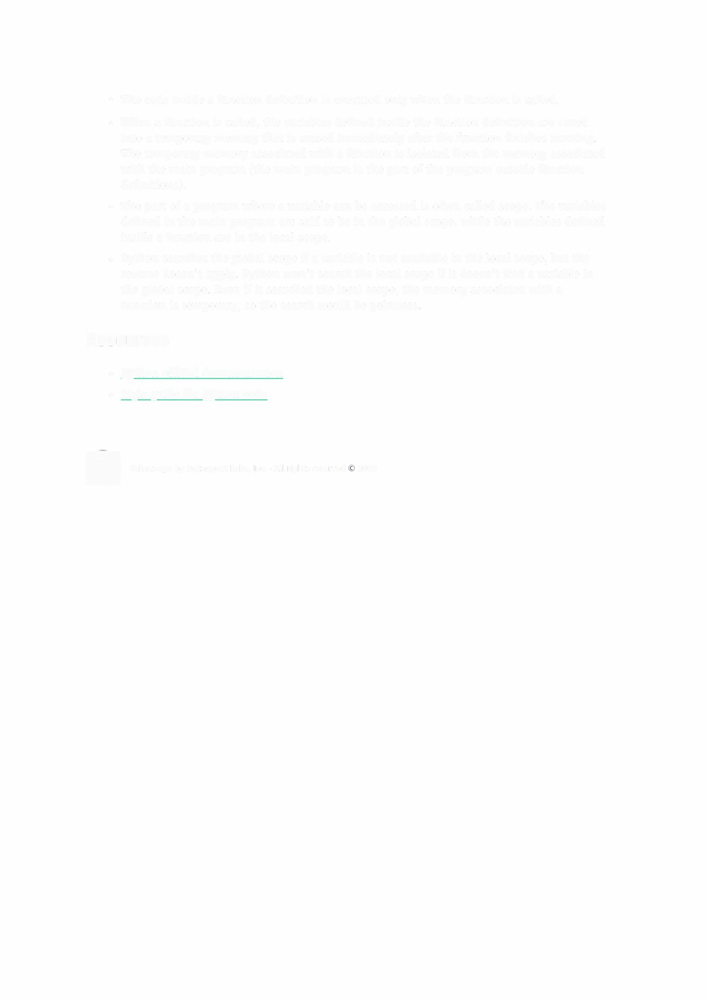 The code inside a function definition is executed only when the function is called.
When a function is called, the variables defined inside the function definition are saved
into a temporary memory that is erased immediately after the function finishes running.
The temporary memory associated with a function is isolated from the memory associated
with the main program (the main program is the part of the program outside function
definitions).
The part of a program where a variable can be accessed is often called scope. The variables
defined in the main program are said to be in the global scope, while the variables defined
inside a function are in the local scope.
Python searches the global scope if a variable is not available in the local scope, but the
reverse doesn't apply. Python won't search the local scope if it doesn't find a variable in
the global scope. Even if it searched the local scope, the memory associated with a
function is temporary, so the search would be pointless.
Resources
Python official documentation
Style guide for Python code
Takeaways by Dataquest Labs, Inc. - All rights reserved ©